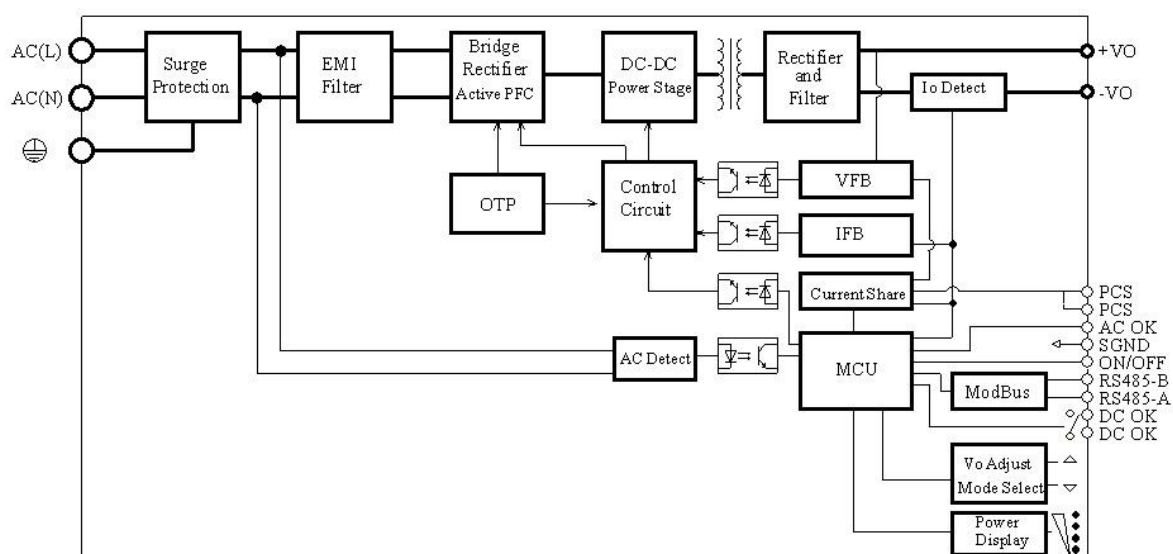 AC(L)
AC(N)
Surge
Protection
EMI
Filter
Bridge
Rectifier
Active PFC
DC-DC
Power Stage
Rectifier
and
Filter
Io Detect
+VO
-VO
OTP
Control
Circuit
VFB
IFB
CurrentShare
AC Detect
MCU
ModBus
PCS
PCS
AC OK
SGND
ON/OFF
RS485-B
RS485-A
DC OK
DC OK
Vo Adjust
Mode Select
Power
Display